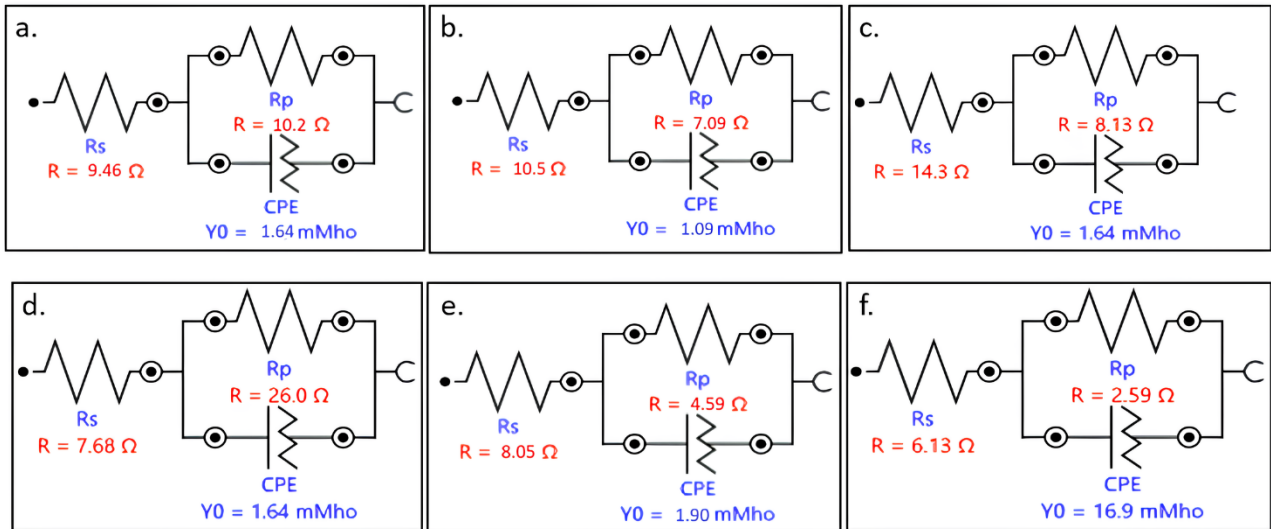 a.
Rp
R = 10.2 Ω
Rs
R = 9.46 Ω
CPE
Y0 = 1.64 mMho
b.
Rp
R = 7.09 Ω
Rs
R = 10.5 Ω
CPE
Y0 = 1.09 mMho
c.
Rp
R = 8.13 Ω
Rs
R = 14.3 Ω
CPE
Y0 = 1.64 mMho
d.
Rp
R = 26.0 Ω
Rs
R = 7.68 Ω
CPE
Y0 = 1.64 mMho
e.
Rp
R = 4.59 Ω
Rs
R = 8.05 Ω
CPE
Y0 = 1.90 mMho
f.
Rp
R = 2.59 Ω
Rs
R = 6.13 Ω
CPE
Y0 = 16.9 mMho